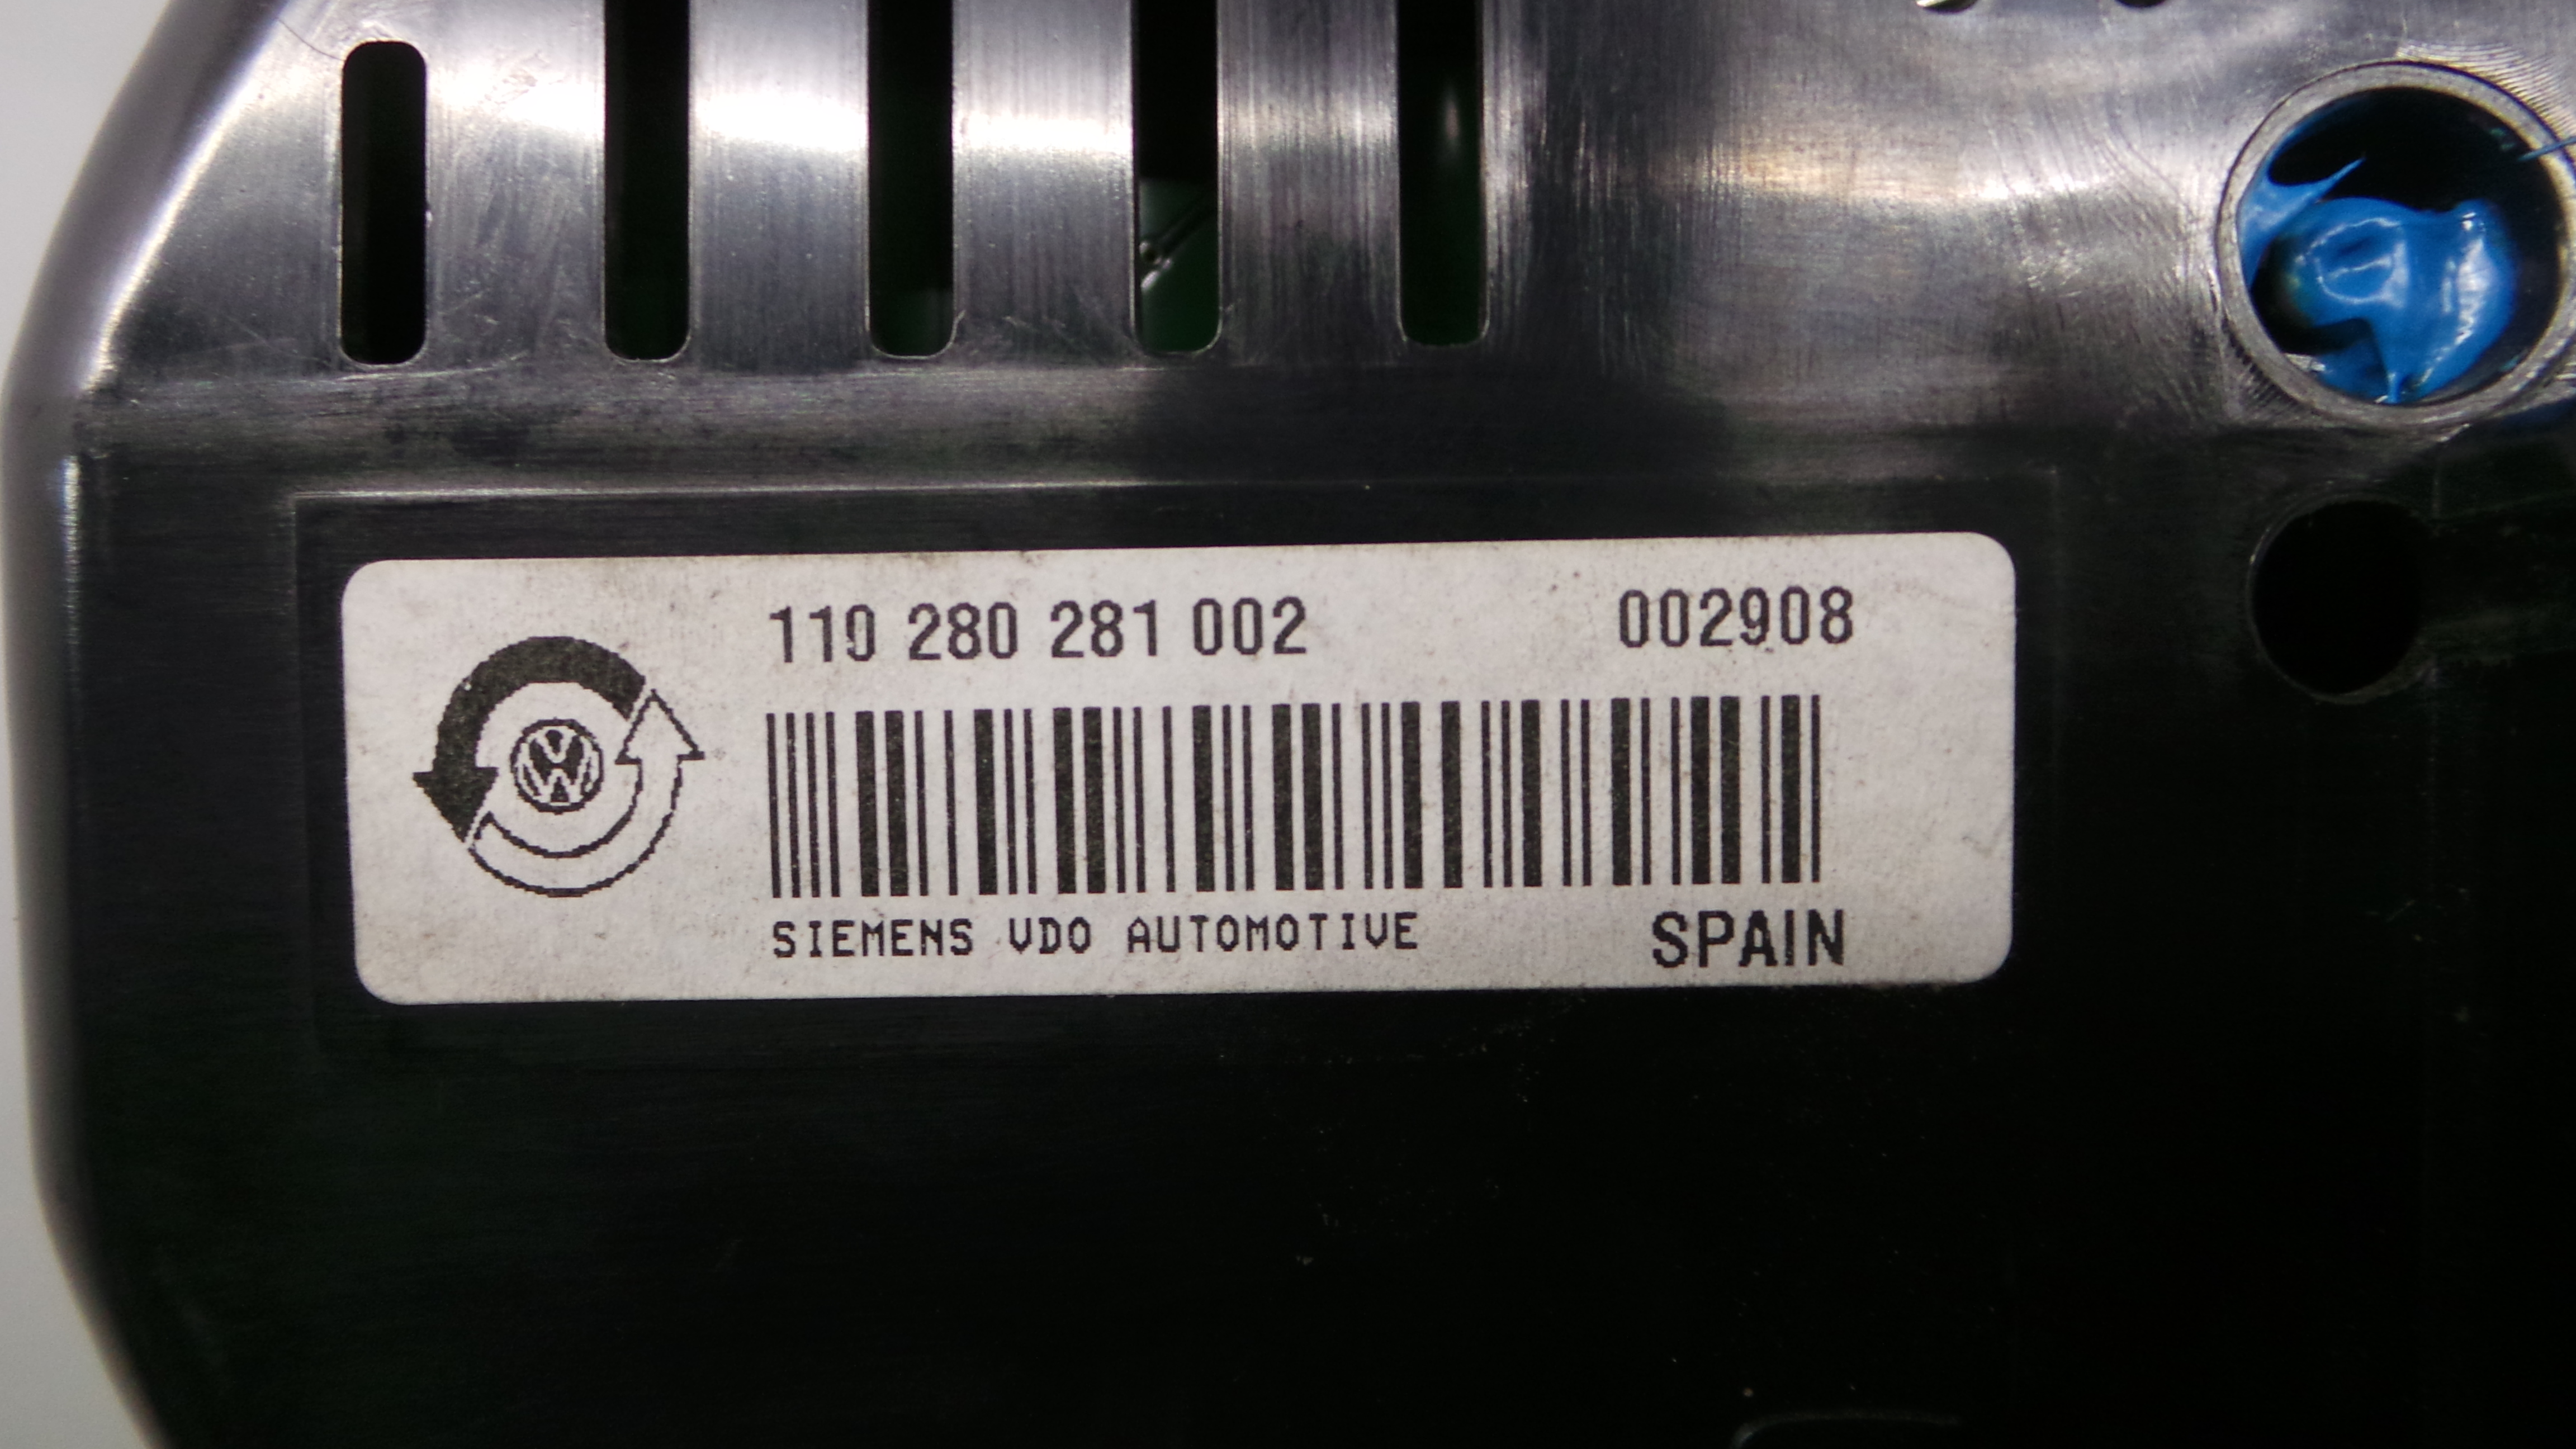 110 280 281 002 002908
SIEMENS VDO AUTOMOTIVE SPAIN